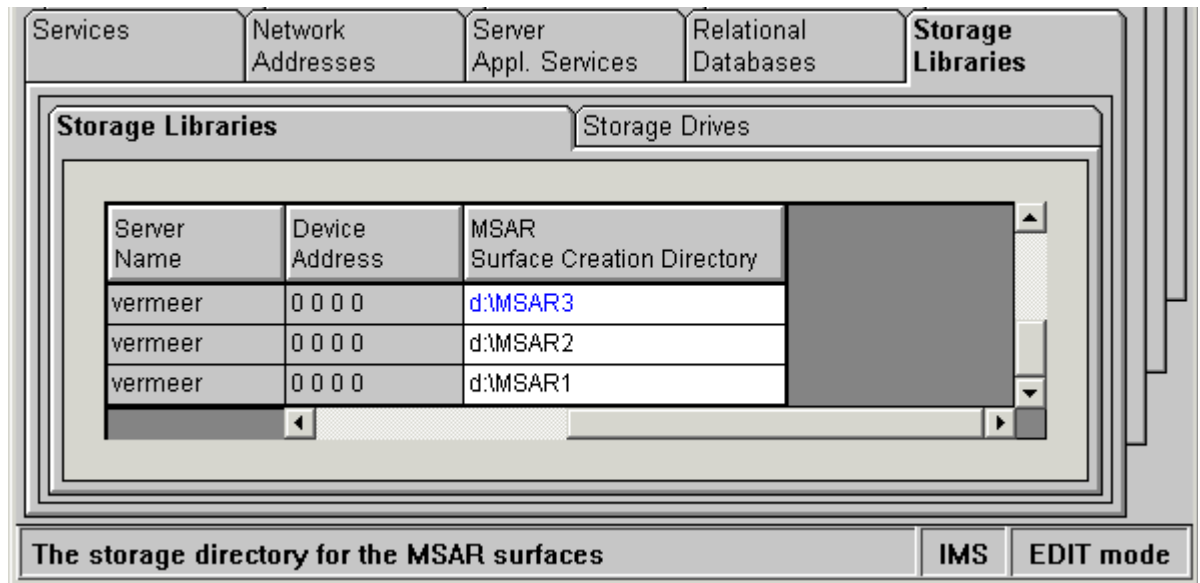 Services Network Addresses Server Appl. Services Relational Databases Storage Libraries
Storage Libraries Storage Drives
Server Name Device Address MSAR Surface Creation Directory
vermeer 0 0 0 0 d:\MSAR3
vermeer 0 0 0 0 d:\MSAR2
vermeer 0 0 0 0 d:\MSAR1
The storage directory for the MSAR surfaces IMS EDIT mode